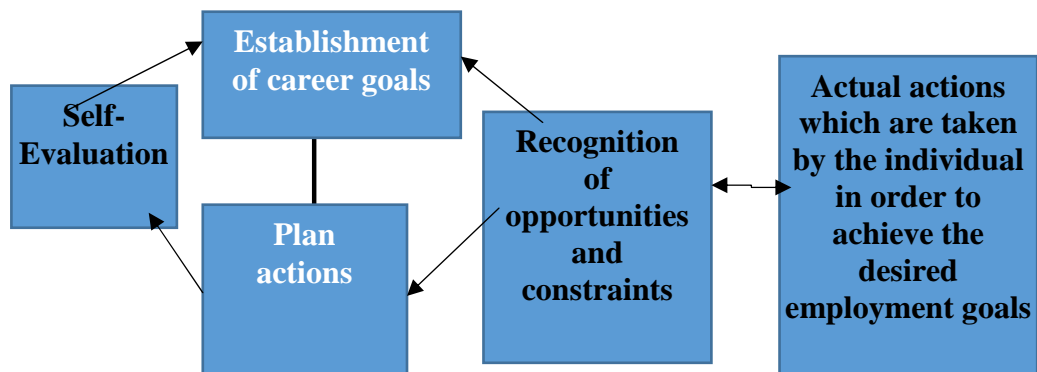 Establishment
of career goals
Self-
Evaluation
Plan
actions
Recognition
of
opportunities
and
constraints
Actual actions
which are taken
by the individual
in order to
achieve the
desired
employment goals